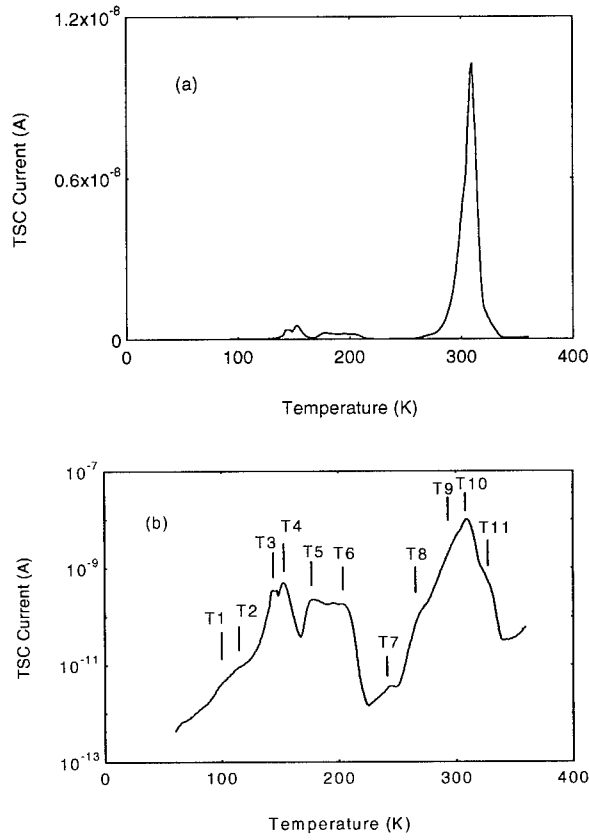 1.2x10⁻⁸
(a)
TSC Current (A)
0.6x10⁻⁸
0
0 100 200 300 400
Temperature (K)
10⁻⁷
(b)
T9 T10
T3 T4
T5 T6 T8 T11
10⁻⁹
TSC Current (A)
T1 T2
T7
10⁻¹¹
10⁻¹³
0 100 200 300 400
Temperature (K)